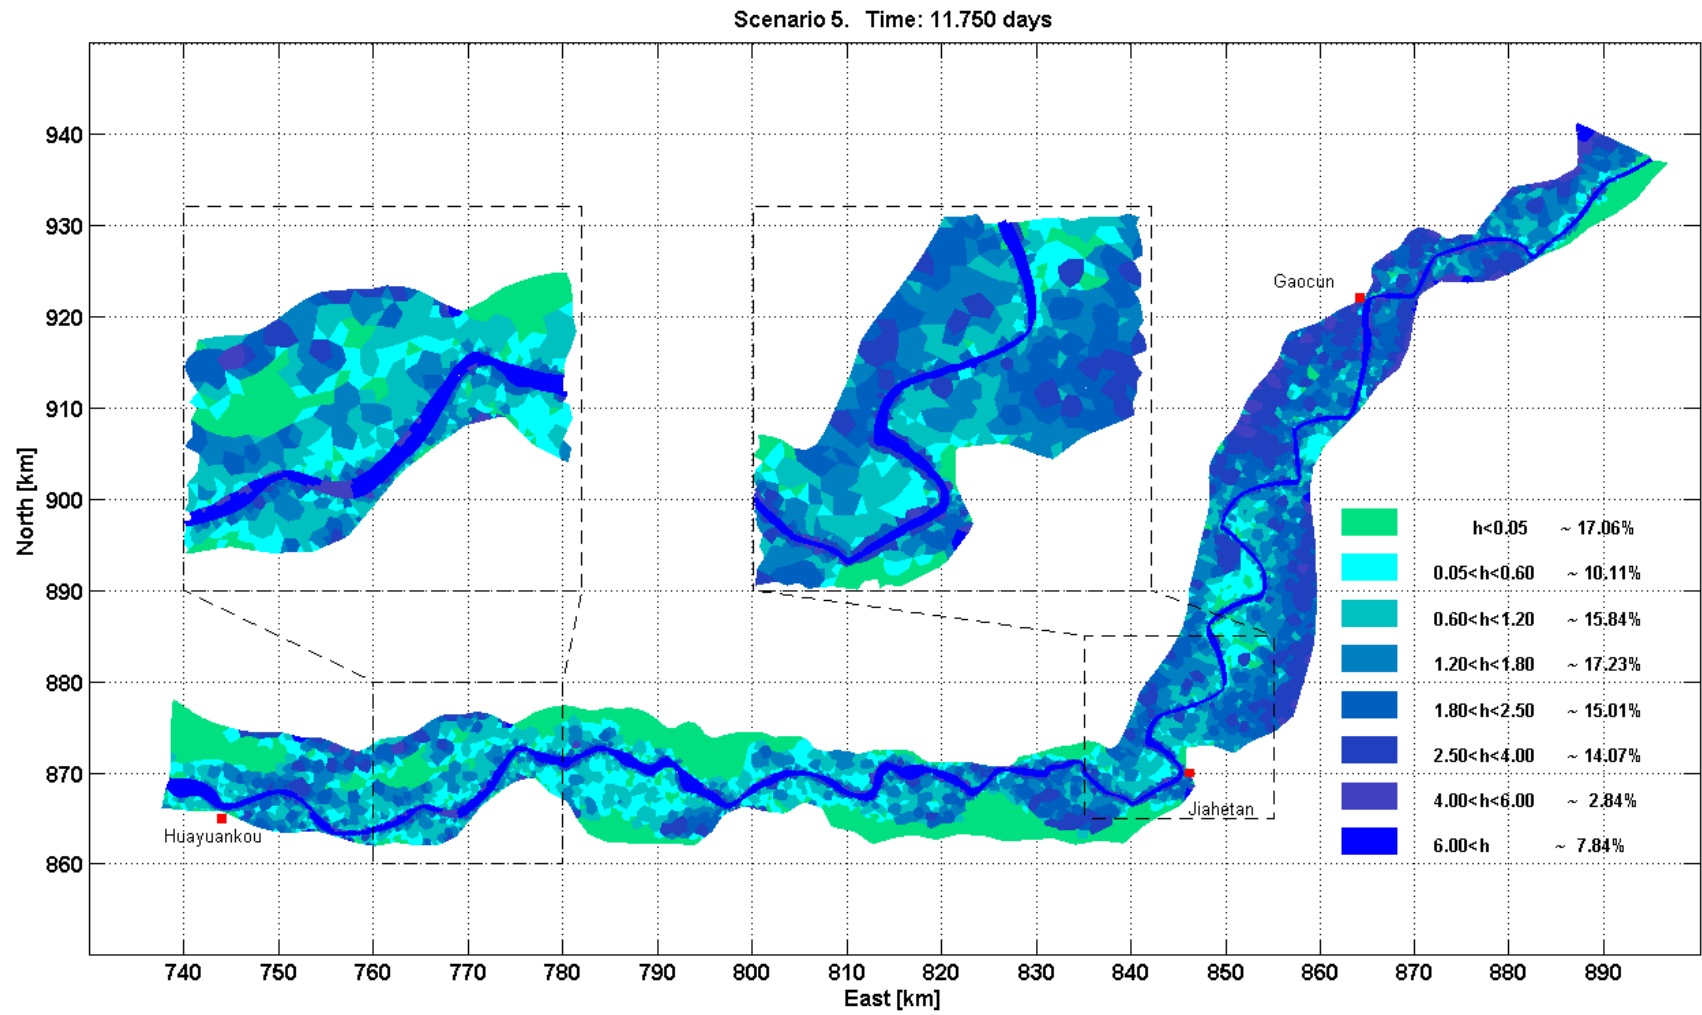 Scenario 5. Time: 11.750 days
940
930
920
910
900
890
880
870
860
North [km]
Gaocun
Jiahetan
Huayuankou
h<0.05 ~ 17.06%
0.05<h<0.60 ~ 10.11%
0.60<h<1.20 ~ 15.84%
1.20<h<1.80 ~ 17.23%
1.80<h<2.50 ~ 15.01%
2.50<h<4.00 ~ 14.07%
4.00<h<6.00 ~ 2.84%
6.00<h ~ 7.84%
740 750 760 770 780 790 800 810 820 830 840 850 860 870 880 890
East [km]